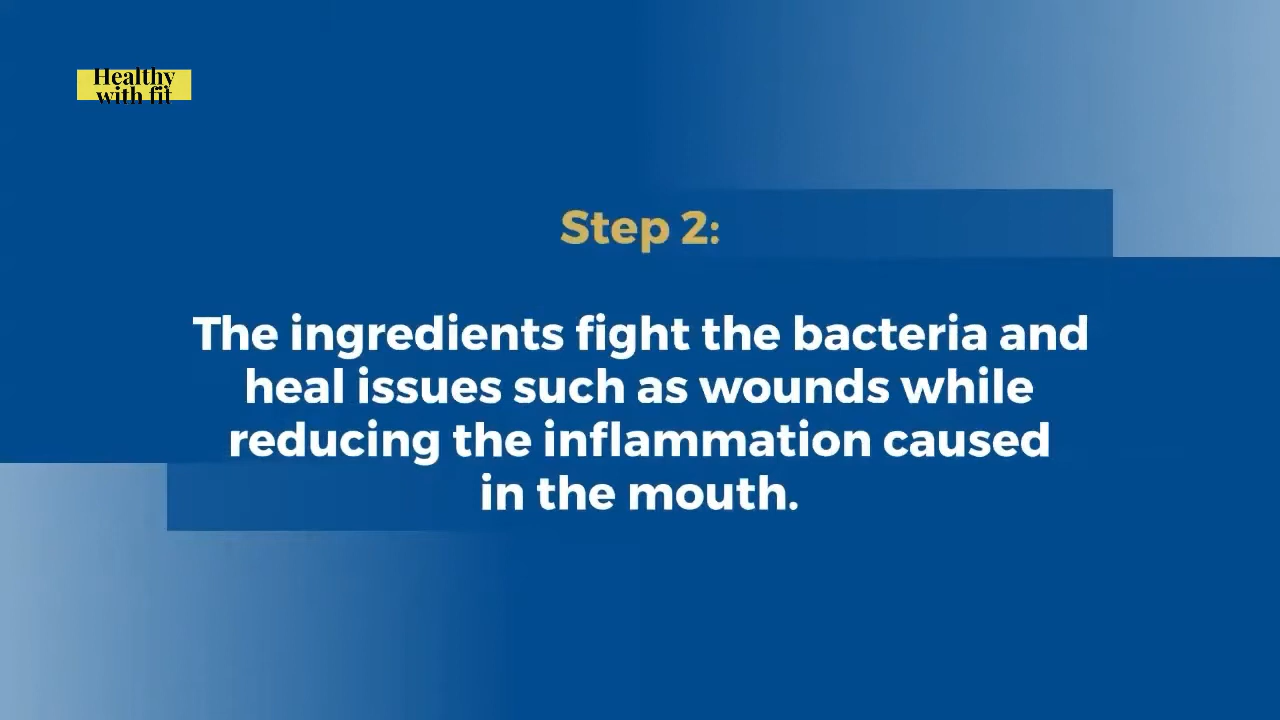 Healthy
with fit
Step 2:
The ingredients fight the bacteria and
heal issues such as wounds while
reducing the inflammation caused
in the mouth.